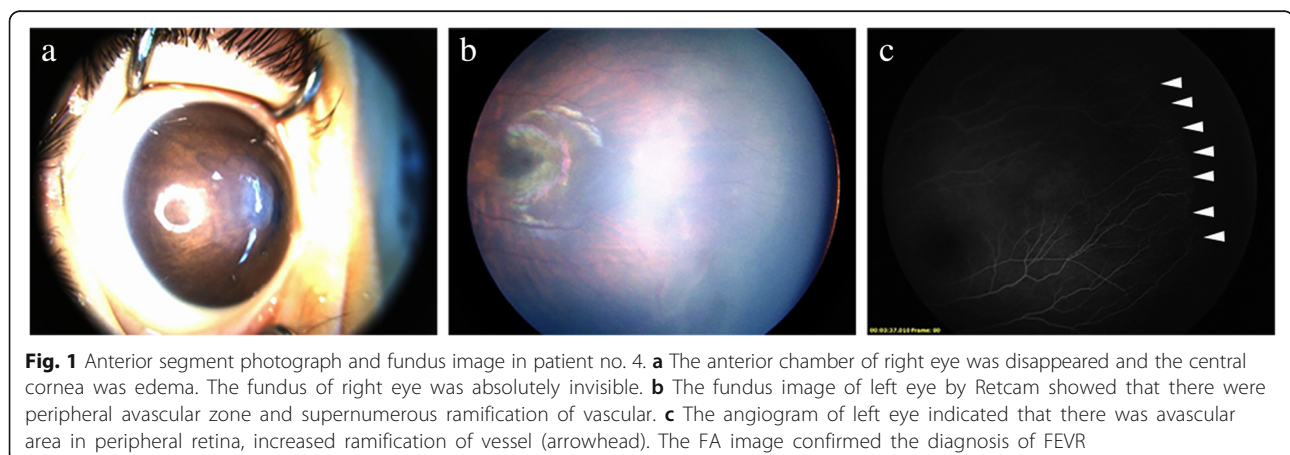 a
b
c
00:03:37.010 Frame: 00
Fig. 1 Anterior segment photograph and fundus image in patient no. 4. a The anterior chamber of right eye was disappeared and the central
cornea was edema. The fundus of right eye was absolutely invisible. b The fundus image of left eye by Retcam showed that there were
peripheral avascular zone and supernumerous ramification of vascular. c The angiogram of left eye indicated that there was avascular
area in peripheral retina, increased ramification of vessel (arrowhead). The FA image confirmed the diagnosis of FEVR